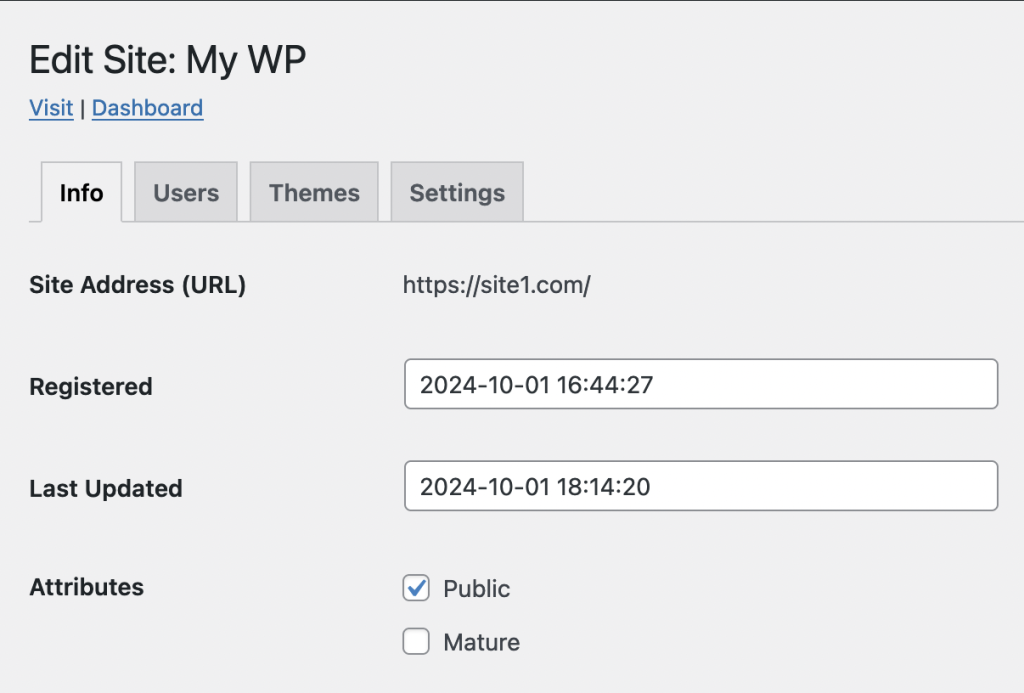 Edit Site: My WP
Visit | Dashboard
Info Users Themes Settings
Site Address (URL) https://site1.com/
Registered 2024-10-01 16:44:27
Last Updated 2024-10-01 18:14:20
Attributes Public
Mature